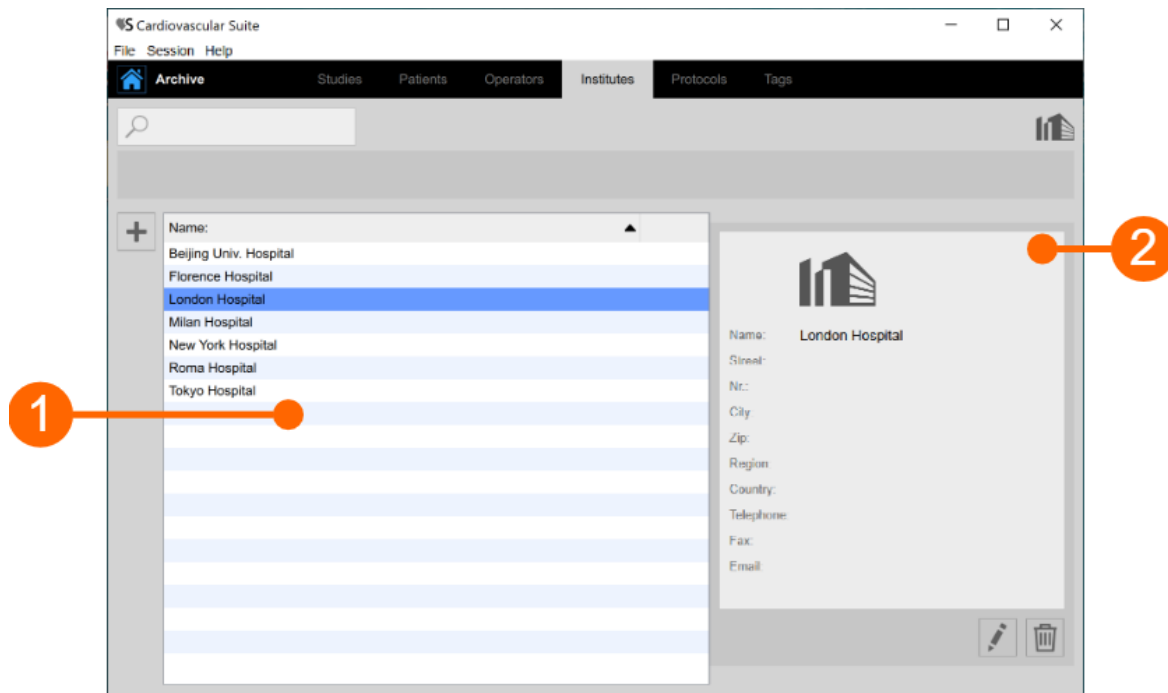 S Cardiovascular Suite
File Session Help
Archive Studies Patients Operators Institutes Protocols Tags
Name:
Beijing Univ. Hospital
Florence Hospital
London Hospital
Milan Hospital
New York Hospital
Roma Hospital
Tokyo Hospital
1
2
Name: London Hospital
Street:
Nr.:
City:
Zip:
Region:
Country:
Telephone:
Fax:
Email: